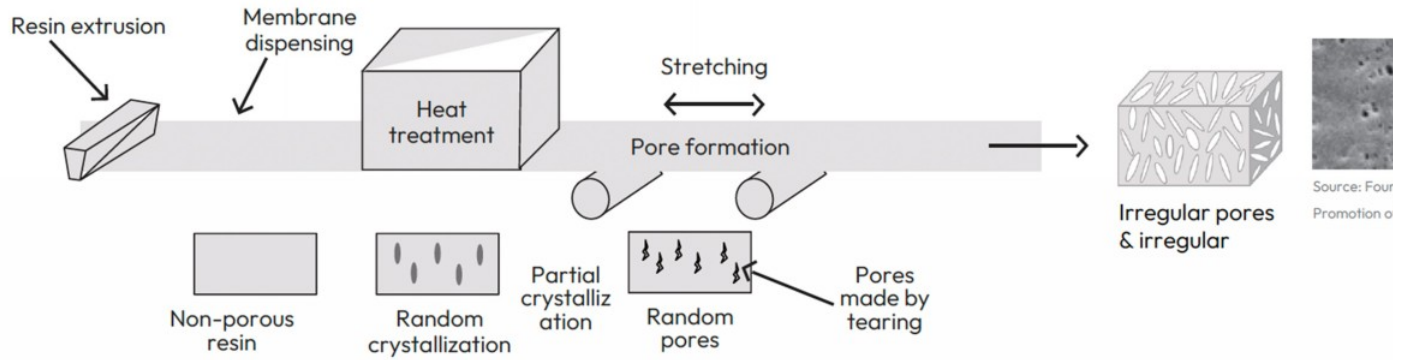 Resin extrusion
Membrane
dispensing
Heat
treatment
Stretching
Pore formation
Irregular pores
& irregular
Source: Four
Promotion o
Non-porous
resin
Random
crystallization
Partial
crystalliz
ation
Random
pores
Pores
made by
tearing